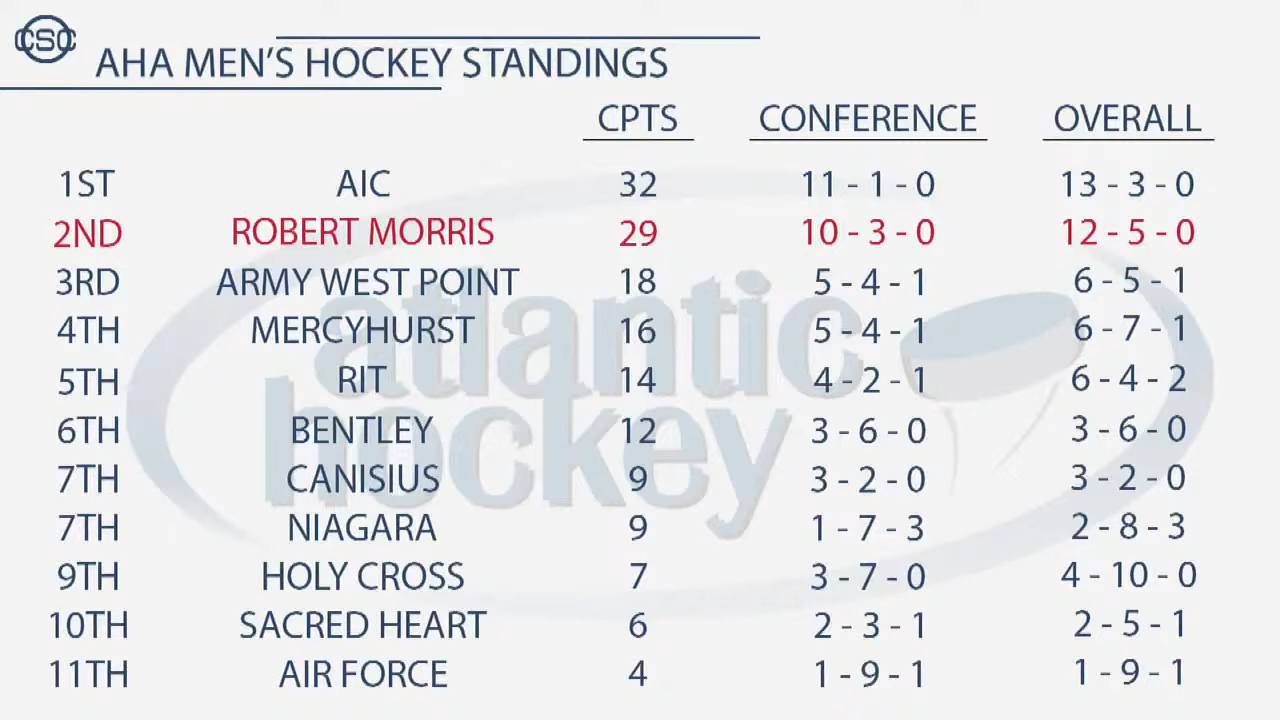 CSC
AHA MEN'S HOCKEY STANDINGS
CPTS CONFERENCE OVERALL
1ST AIC 32 11 - 1 - 0 13 - 3 - 0
2ND ROBERT MORRIS 29 10 - 3 - 0 12 - 5 - 0
3RD ARMY WEST POINT 18 5 - 4 - 1 6 - 5 - 1
4TH MERCYHURST 16 5 - 4 - 1 6 - 7 - 1
5TH RIT 14 4 - 2 - 1 6 - 4 - 2
6TH BENTLEY 12 3 - 6 - 0 3 - 6 - 0
7TH CANISIUS 9 3 - 2 - 0 3 - 2 - 0
7TH NIAGARA 9 1 - 7 - 3 2 - 8 - 3
9TH HOLY CROSS 7 3 - 7 - 0 4 - 10 - 0
10TH SACRED HEART 6 2 - 3 - 1 2 - 5 - 1
11TH AIR FORCE 4 1 - 9 - 1 1 - 9 - 1
atlantic
hockey